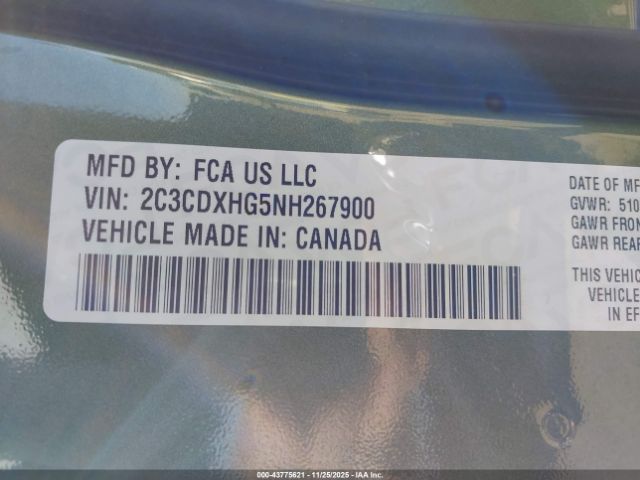 MFD BY: FCA US LLC
VIN: 2C3CDXHG5NH267900
VEHICLE MADE IN: CANADA
DATE OF MF
GVWR: 510
GAWR FRON
GAWR REAR
THIS VEHIC
VEHICLE
IN EF
000-43775621 - 11/25/2025 - IAA Inc.